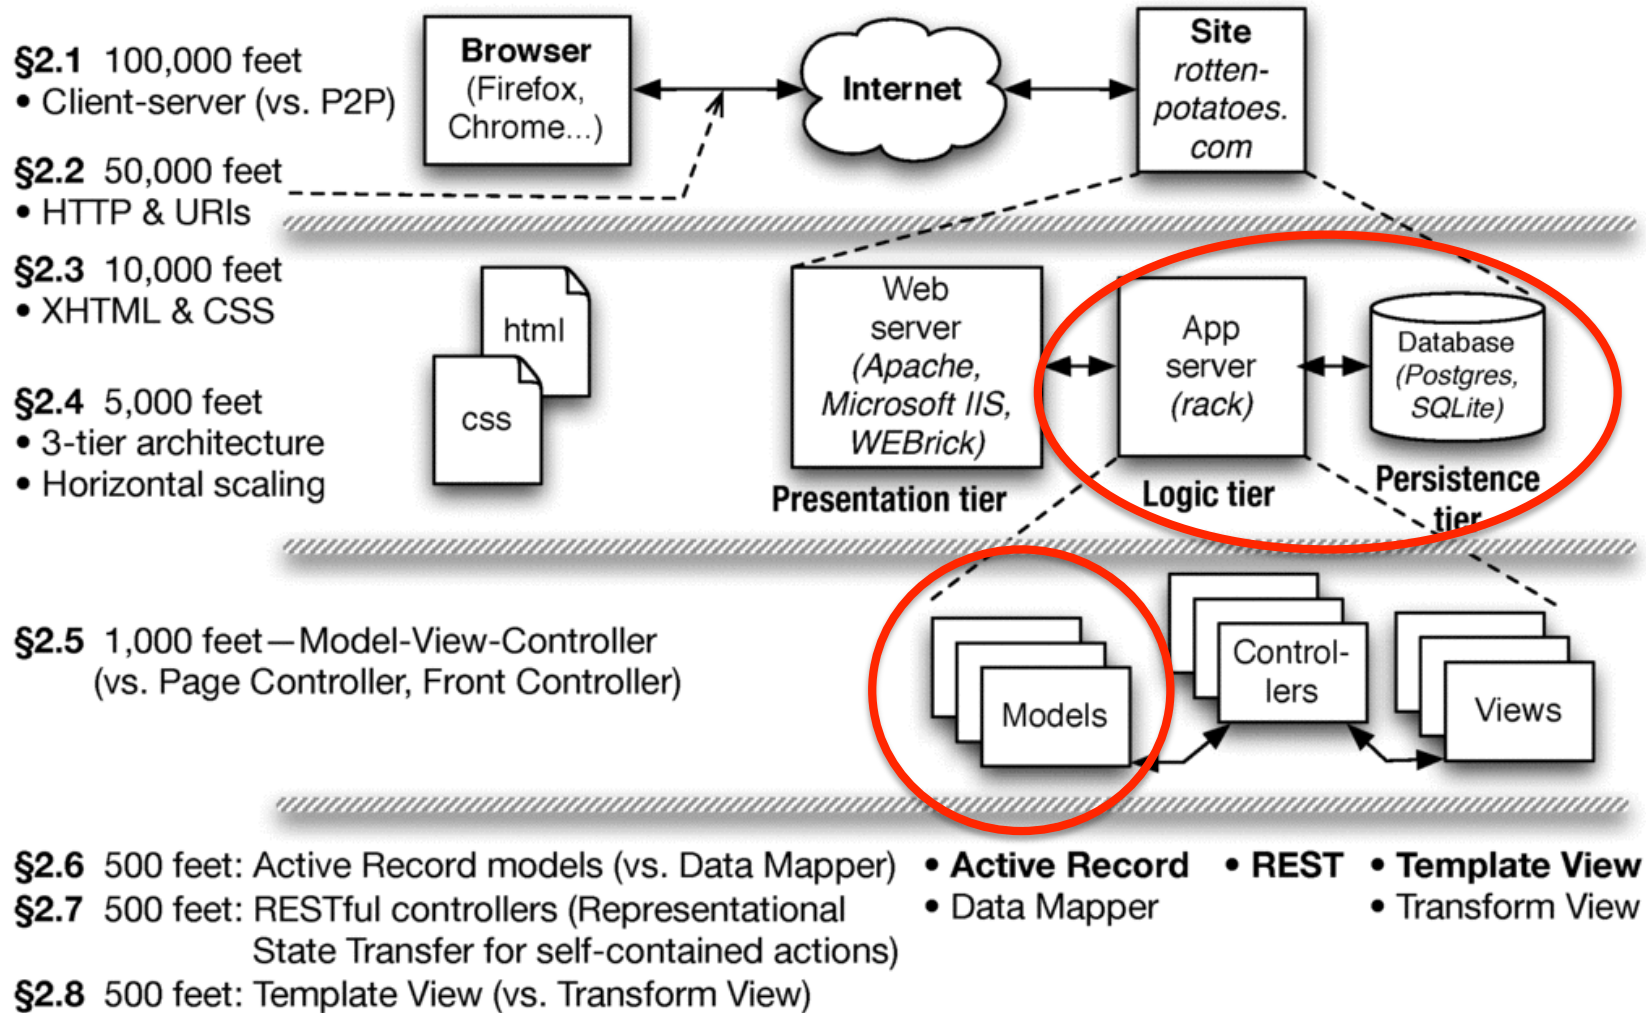 §2.1 100,000 feet
• Client-server (vs. P2P)
§2.2 50,000 feet
• HTTP & URIs
Browser
(Firefox,
Chrome...)
Internet
Site
rotten-
potatoes.
com
§2.3 10,000 feet
• XHTML & CSS
§2.4 5,000 feet
• 3-tier architecture
• Horizontal scaling
html
css
Web
server
(Apache,
Microsoft IIS,
WEBrick)
Presentation tier
App
server
(rack)
Logic tier
Database
(Postgres,
SQLite)
Persistence
tier
§2.5 1,000 feet—Model-View-Controller
(vs. Page Controller, Front Controller)
Models
Control-
lers
Views
§2.6 500 feet: Active Record models (vs. Data Mapper)
§2.7 500 feet: RESTful controllers (Representational
State Transfer for self-contained actions)
§2.8 500 feet: Template View (vs. Transform View)
• Active Record
• Data Mapper
• REST
• Template View
• Transform View